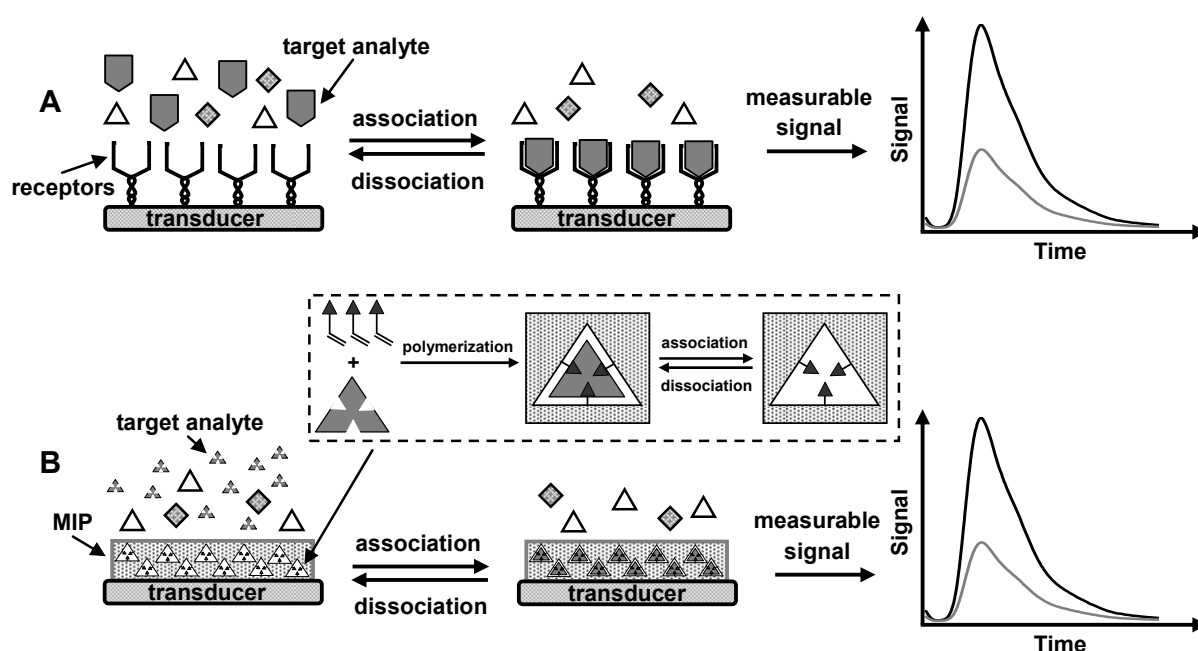 A
target analyte
receptors
transducer
association
dissociation
transducer
measurable
signal
Signal
Time
+
polymerization
association
dissociation
B
target analyte
MIP
transducer
association
dissociation
transducer
measurable
signal
Signal
Time